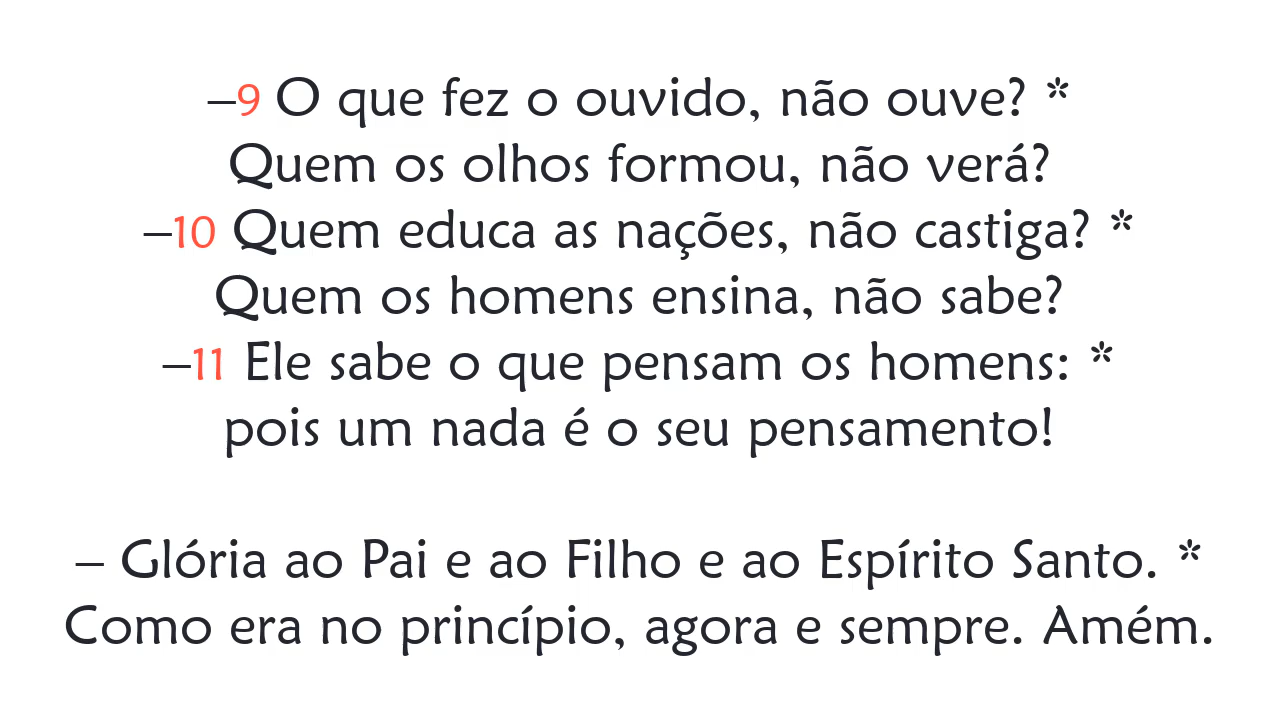 –9 O que fez o ouvido, não ouve? *
Quem os olhos formou, não verá?
–10 Quem educa as nações, não castiga? *
Quem os homens ensina, não sabe?
–11 Ele sabe o que pensam os homens: *
pois um nada é o seu pensamento!
– Glória ao Pai e ao Filho e ao Espírito Santo. *
Como era no princípio, agora e sempre. Amém.